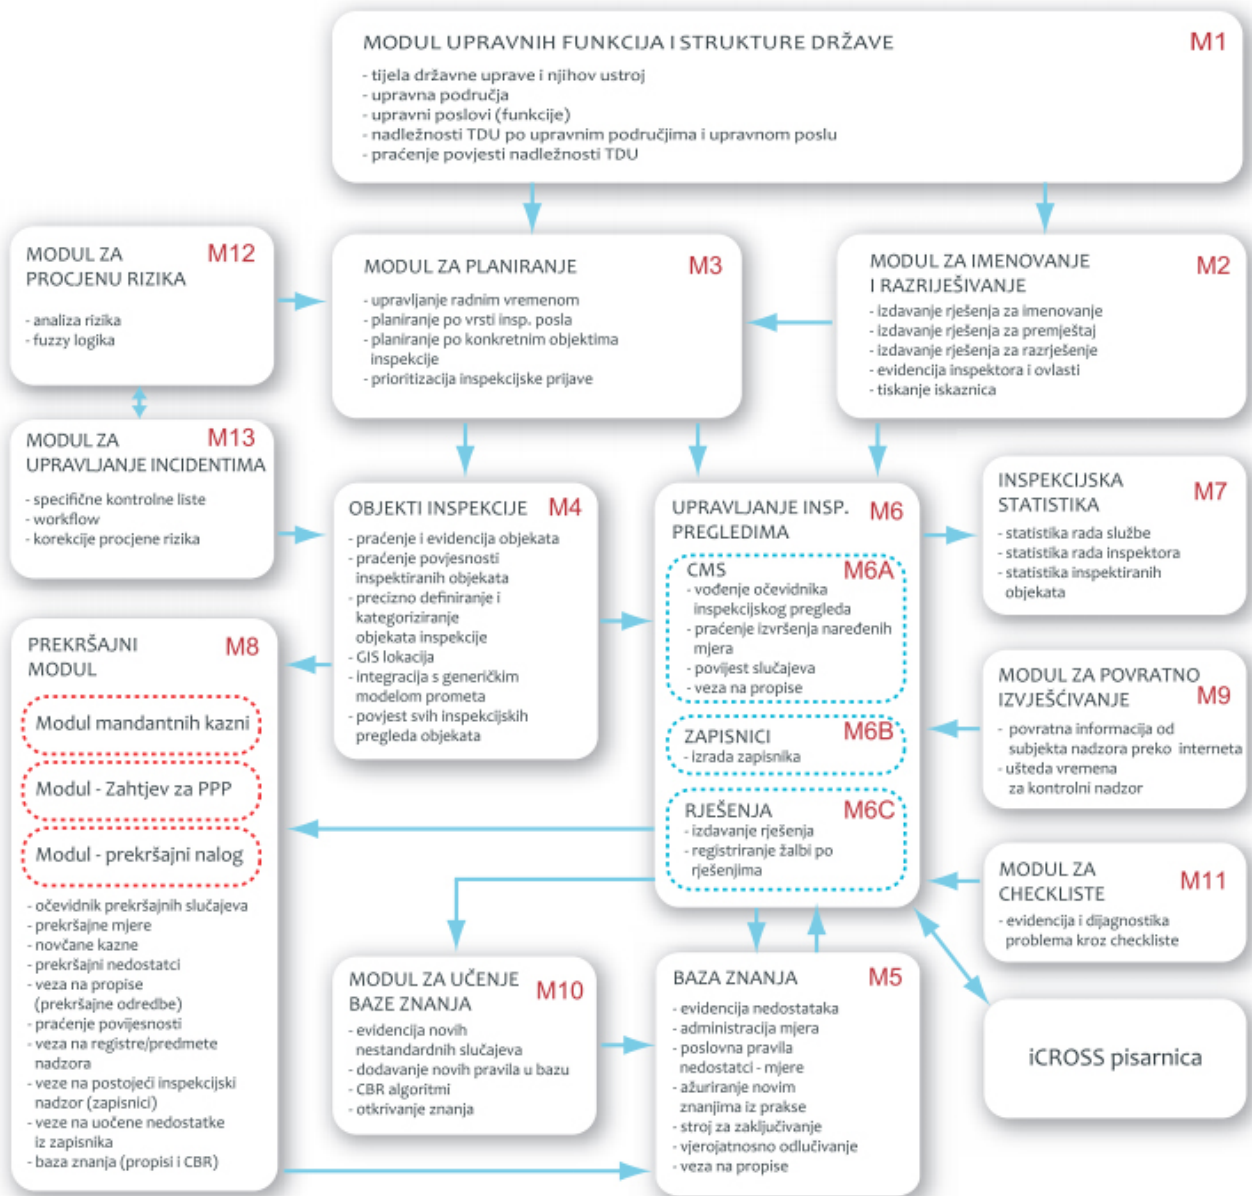 MODUL UPRAVNIH FUNKCIJA I STRUKTURE DRŽAVE
M1
- tijela državne uprave i njihov ustroj
- upravna područja
- upravni poslovi (funkcije)
- nadležnosti TDU po upravnim područjima i upravnom poslu
- praćenje povjesti nadležnosti TDU
MODUL ZA
PROCJENU RIZIKA
M12
- analiza rizika
- fuzzy logika
MODUL ZA PLANIRANJE
M3
- upravljanje radnim vremenom
- planiranje po vrsti insp. posla
- planiranje po konkretnim objektima
inspekcije
- prioritizacija inspekcijske prijave
MODUL ZA IMENOVANJE
I RAZRIJEŠIVANJE
M2
- izdavanje rješenja za imenovanje
- izdavanje rješenja za premještaj
- izdavanje rješenja za razrješenje
- evidencija inspektora i ovlasti
- tiskanje iskaznica
MODUL ZA
UPRAVLJANJE INCIDENTIMA
M13
- specifične kontrolne liste
- workflow
- korekcije procjene rizika
OBJEKTI INSPEKCIJE
M4
- praćenje i evidencija objekata
- praćenje povjesnosti
inspektiranih objekata
- precizno definiranje i
kategoriziranje
objekata inspekcije
- GIS lokacija
- integracija s generičkim
modelom prometa
- povjest svih inspekcijskih
pregleda objekata
UPRAVLJANJE INSP.
PREGLEDIMA
M6
CMS
M6A
- vođenje očevidnika
inspekcijskog pregleda
- praćenje izvršenja naređenih
mjera
- povijest slučajeva
- veza na propise
ZAPISNICI
M6B
- izrada zapisnika
RJEŠENJA
M6C
- izdavanje rješenja
- registriranje žalbi po
rješenjima
INSPEKCIJSKA
STATISTIKA
M7
- statistika rada službe
- statistika rada inspektora
- statistika inspektiranih
objekata
PREKRŠAJNI
MODUL
M8
Modul mandantnih kazni
Modul - Zahtjev za PPP
Modul - prekršajni nalog
- očevidnik prekršajnih slučajeva
- prekršajne mjere
- novčane kazne
- prekršajni nedostatci
- veza na propise
(prekršajne odredbe)
- praćenje povijesnosti
- veza na registre/predmete
nadzora
- veze na postojeći inspekcijski
nadzor (zapisnici)
- veze na uočene nedostatke
iz zapisnika
- baza znanja (propisi i CBR)
MODUL ZA POVRATNO
IZVJEŠĆIVANJE
M9
- povratna informacija od
subjekta nadzora preko interneta
- ušteda vremena
za kontrolni nadzor
MODUL ZA
CHECKLISTE
M11
- evidencija i dijagnostika
problema kroz checkliste
MODUL ZA UČENJE
BAZE ZNANJA
M10
- evidencija novih
nestandardnih slučajeva
- dodavanje novih pravila u bazu
- CBR algoritmi
- otkrivanje znanja
BAZA ZNANJA
M5
- evidencija nedostataka
- administracija mjera
- poslovna pravila
nedostatci - mjere
- ažuriranje novim
znanjima iz prakse
- stroj za zaključivanje
- vjerojatnosno odlučivanje
- veza na propise
iCROSS pisarnica